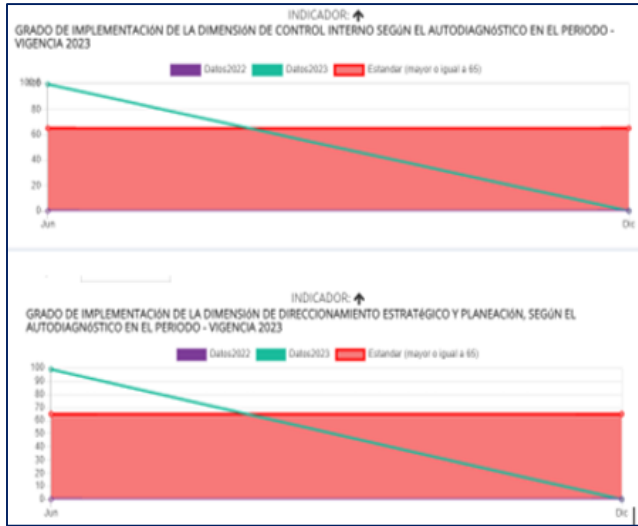 INDICADOR: ↑
GRADO DE IMPLEMENTACIÓN DE LA DIMENSIÓN DE CONTROL INTERNO SEGÚN EL AUTODIAGNÓSTICO EN EL PERIODO -
VIGENCIA 2023
Datos2022 Datos2023 Estandar (mayor o igual a 65)
80
60
40
20
0
Jun Dic
INDICADOR: ↑
GRADO DE IMPLEMENTACIÓN DE LA DIMENSIÓN DE DIRECCIONAMIENTO ESTRATéGICO Y PLANEACIÓN, SEGÚN EL
AUTODIAGNÓSTICO EN EL PERIODO - VIGENCIA 2023
Datos2022 Datos2023 Estandar (mayor o igual a 65)
100
90
80
70
60
50
40
30
20
10
0
Jun Dic